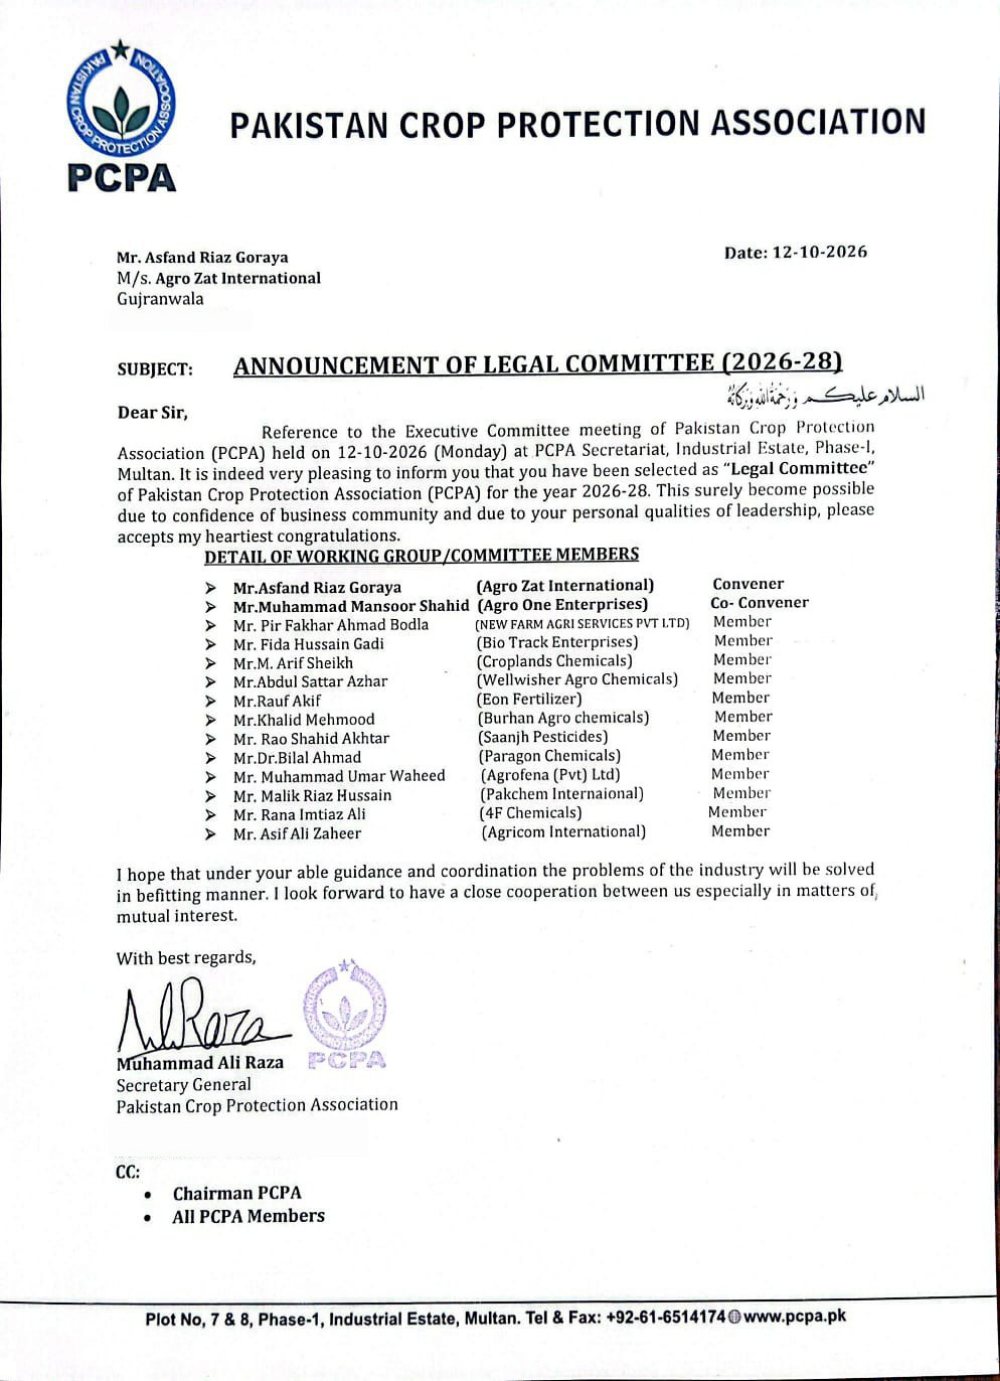 PAKISTAN CROP PROTECTION ASSOCIATION
PCPA
PAKISTAN CROP PROTECTION ASSOCIATION
Mr. Asfand Riaz Goraya
Date: 12-10-2026
M/s. Agro Zat International
Gujranwala
SUBJECT: ANNOUNCEMENT OF LEGAL COMMITTEE (2026-28)
السلام علیکم ورحمۃ اللہ وبرکاتہ
Dear Sir,
Reference to the Executive Committee meeting of Pakistan Crop Protection
Association (PCPA) held on 12-10-2026 (Monday) at PCPA Secretariat, Industrial Estate, Phase-I,
Multan. It is indeed very pleasing to inform you that you have been selected as “Legal Committee”
of Pakistan Crop Protection Association (PCPA) for the year 2026-28. This surely become possible
due to confidence of business community and due to your personal qualities of leadership, please
accepts my heartiest congratulations.
DETAIL OF WORKING GROUP/COMMITTEE MEMBERS
➤ Mr.Asfand Riaz Goraya (Agro Zat International) Convener
➤ Mr.Muhammad Mansoor Shahid (Agro One Enterprises) Co- Convener
➤ Mr. Pir Fakhar Ahmad Bodla (NEW FARM AGRI SERVICES PVT LTD) Member
➤ Mr. Fida Hussain Gadi (Bio Track Enterprises) Member
➤ Mr.M. Arif Sheikh (Croplands Chemicals) Member
➤ Mr.Abdul Sattar Azhar (Wellwisher Agro Chemicals) Member
➤ Mr.Rauf Akif (Eon Fertilizer) Member
➤ Mr.Khalid Mehmood (Burhan Agro chemicals) Member
➤ Mr. Rao Shahid Akhtar (Saanjh Pesticides) Member
➤ Mr.Dr.Bilal Ahmad (Paragon Chemicals) Member
➤ Mr. Muhammad Umar Waheed (Agrofena (Pvt) Ltd) Member
➤ Mr. Malik Riaz Hussain (Pakchem Internaional) Member
➤ Mr. Rana Imtiaz Ali (4F Chemicals) Member
➤ Mr. Asif Ali Zaheer (Agricom International) Member
I hope that under your able guidance and coordination the problems of the industry will be solved
in befitting manner. I look forward to have a close cooperation between us especially in matters of
mutual interest.
With best regards,
Raza
PCPA
Muhammad Ali Raza
Secretary General
Pakistan Crop Protection Association
CC:
• Chairman PCPA
• All PCPA Members
Plot No, 7 & 8, Phase-1, Industrial Estate, Multan. Tel & Fax: +92-61-6514174 www.pcpa.pk